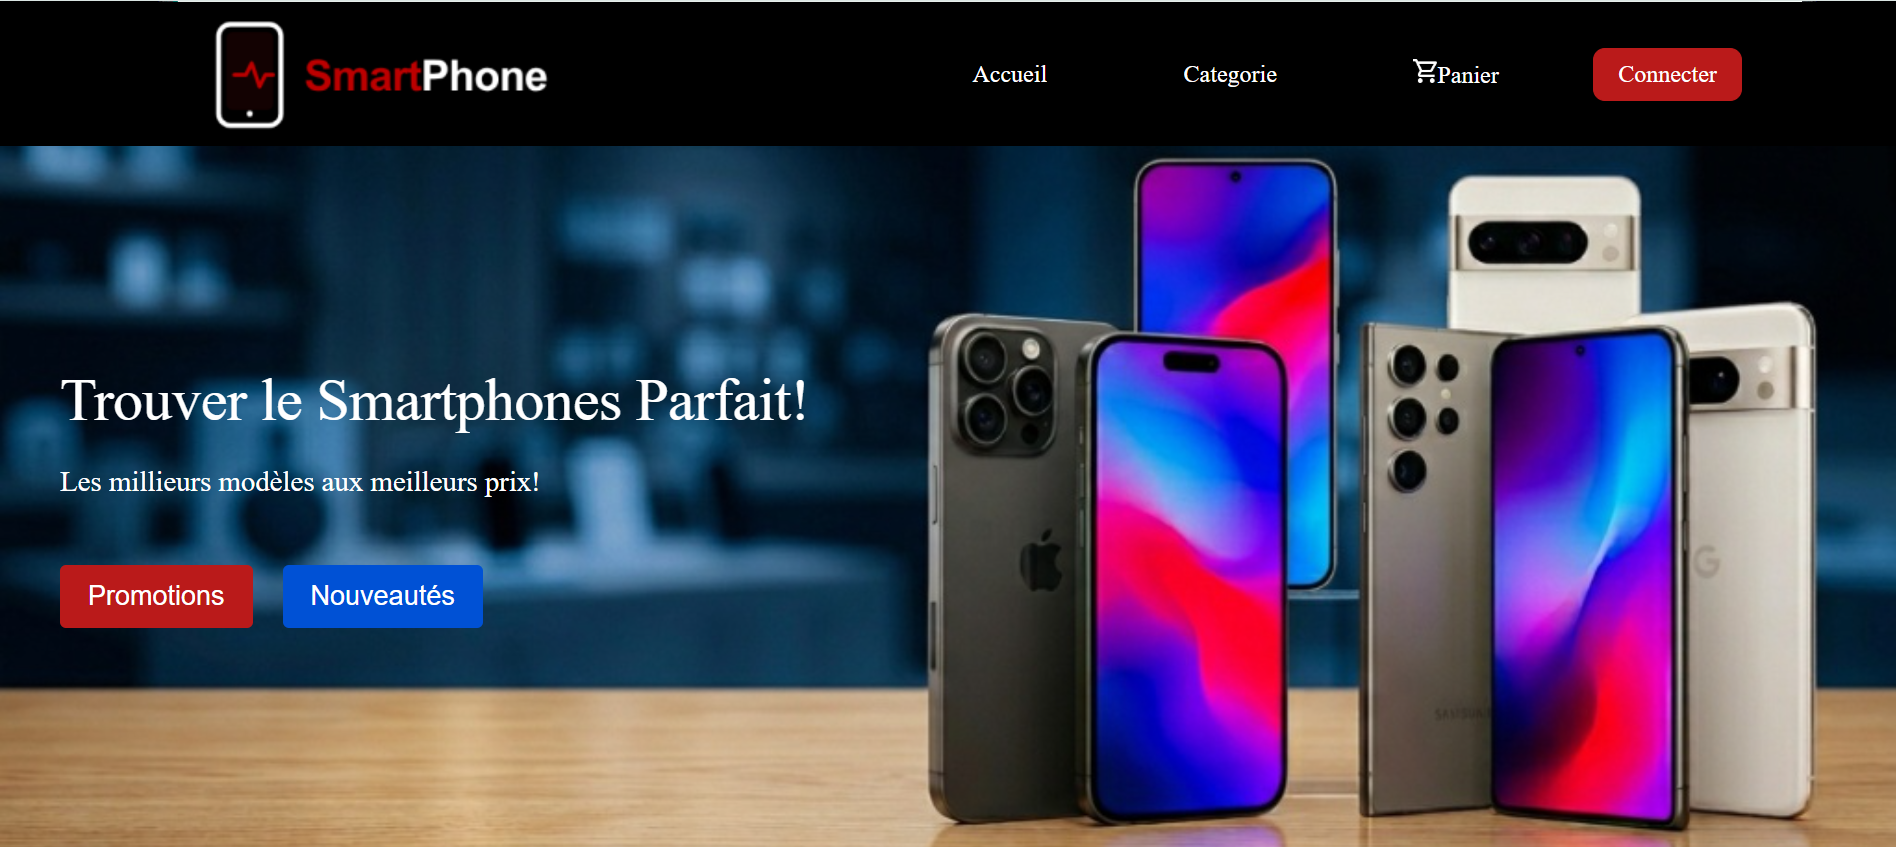 SmartPhone
Accueil
Categorie
Panier
Connecter
Trouver le Smartphones Parfait!
Les millieurs modèles aux meilleurs prix!
Promotions
Nouveautés
G